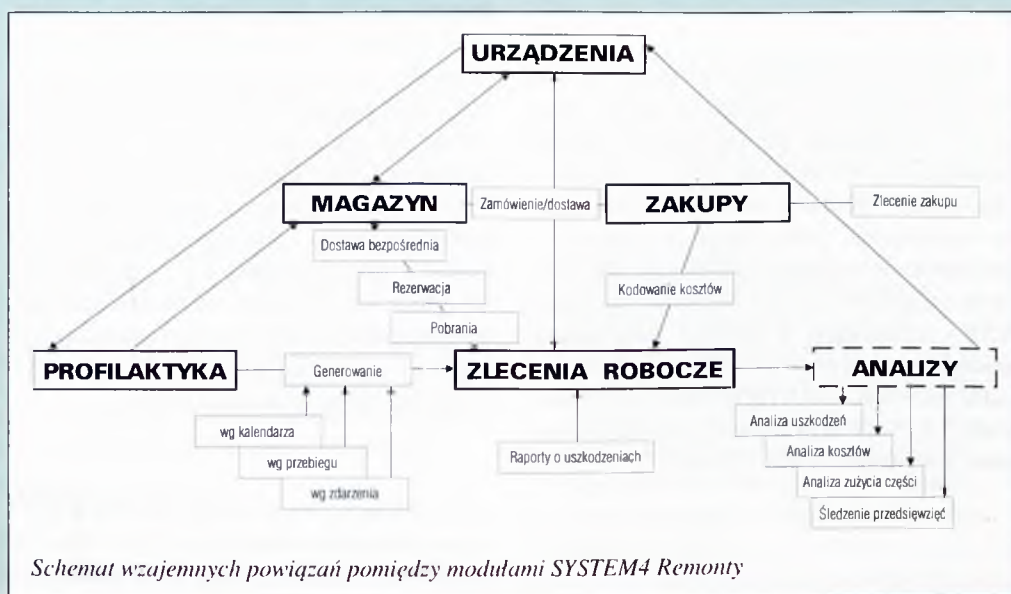 URZĄDZENIA
MAGAZYN
Zamówienie/dostawa
ZAKUPY
Zlecenie zakupu
Dostawa bezpośrednia
Rezerwacja
Kodowanie kosztów
Pobrania
PROFILAKTYKA
Generowanie
ZLECENIA ROBOCZE
ANALIZY
wg kalendarza
wg przebiegu
wg zdarzenia
Raporty o uszkodzeniach
Analiza uszkodzeń
Analiza kosztów
Analiza zużycia części
Śledzenie przedsięwzięć
Schemat wzajemnych powiązań pomiędzy modułami SYSTEM4 Remonty